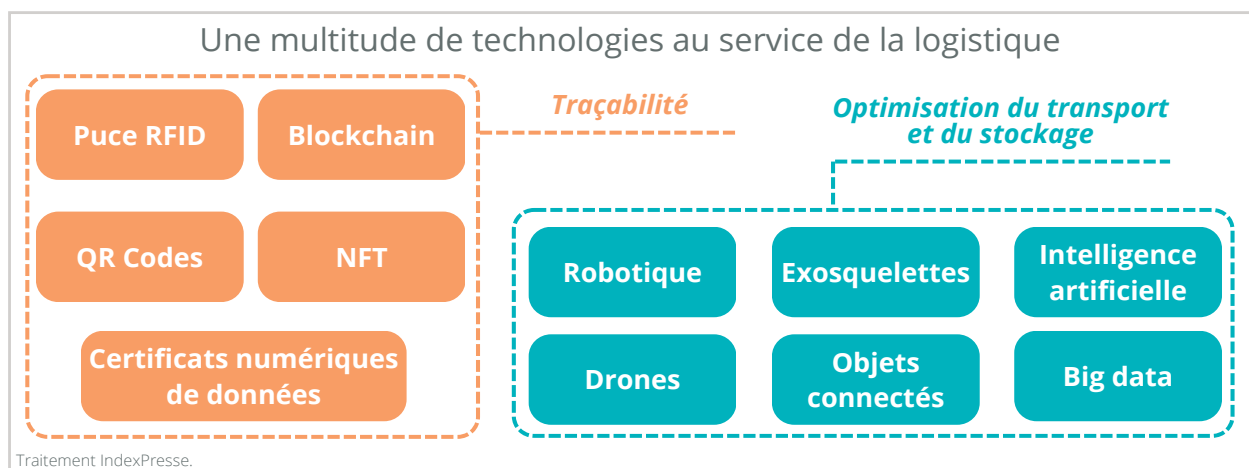 Une multitude de technologies au service de la logistique
Traçabilité
Puce RFID
Blockchain
QR Codes
NFT
Certificats numériques
de données
Optimisation du transport
et du stockage
Robotique
Exosquelettes
Intelligence
artificielle
Drones
Objets
connectés
Big data
Traitement IndexPresse.